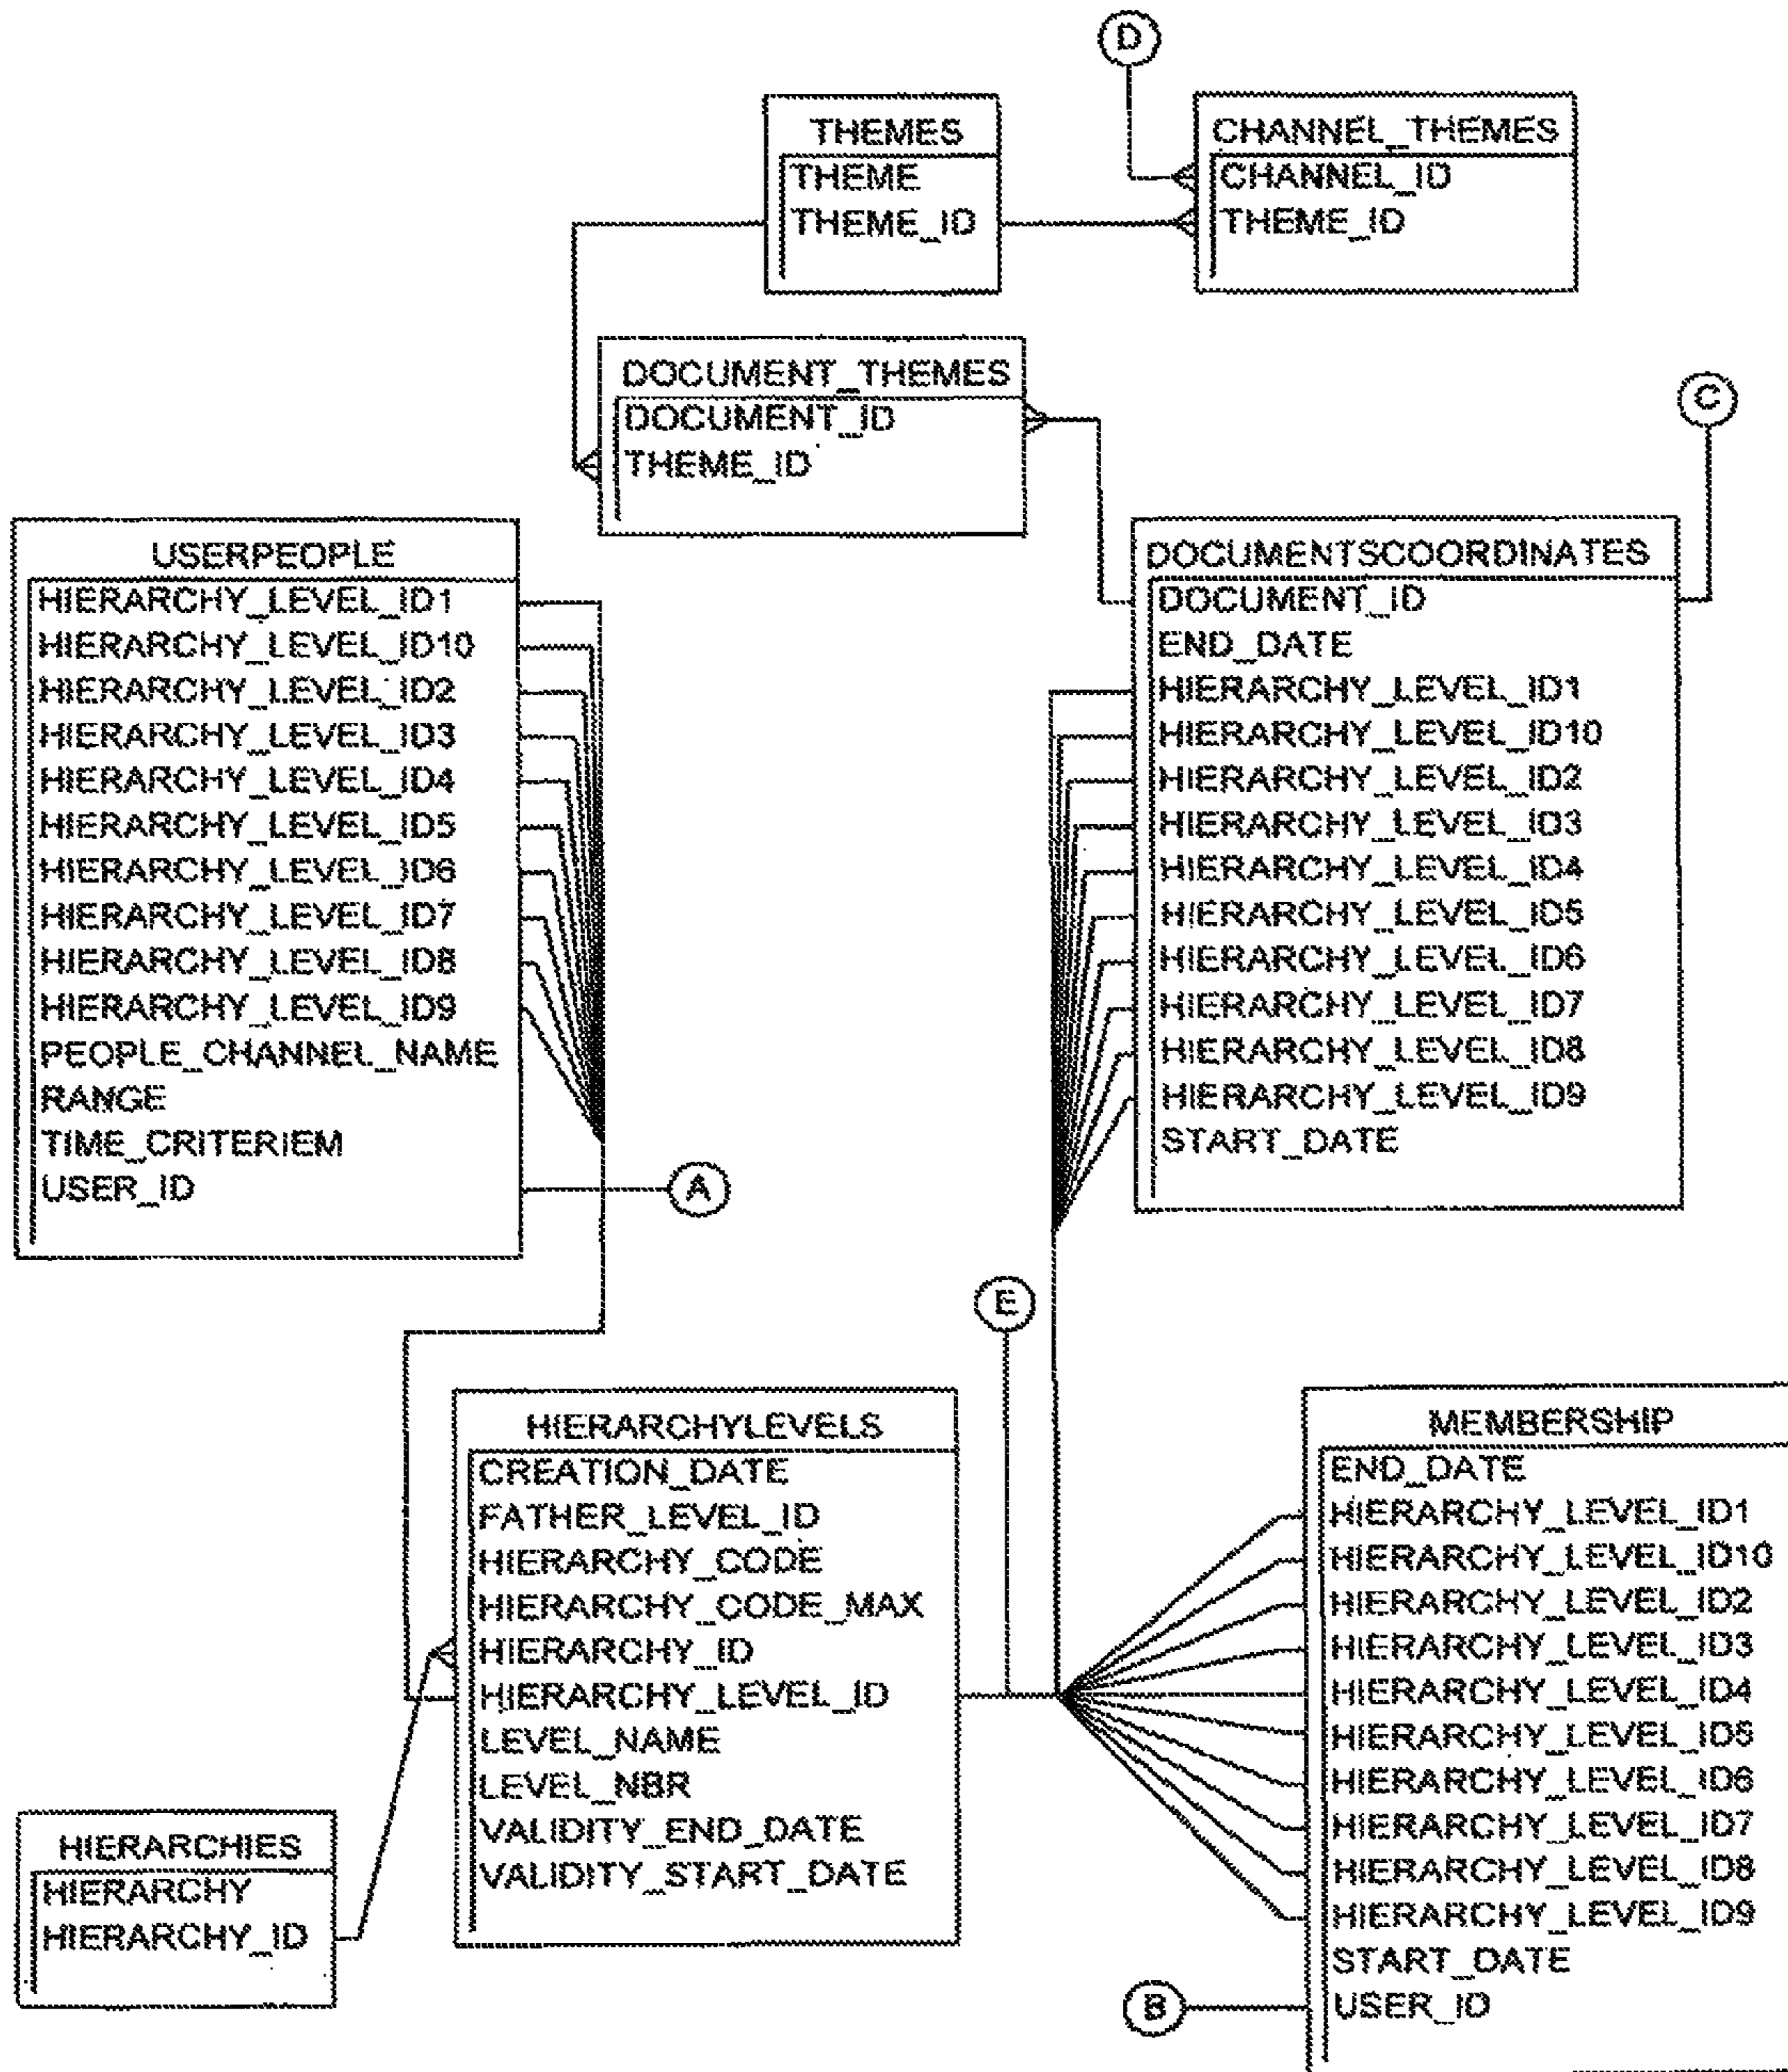 D
THEMES
THEME
THEME_ID
CHANNEL_THEMES
CHANNEL_ID
THEME_ID
DOCUMENT_THEMES
DOCUMENT_ID
THEME_ID
C
USERPEOPLE
HIERARCHY_LEVEL_ID1
HIERARCHY_LEVEL_ID10
HIERARCHY_LEVEL_ID2
HIERARCHY_LEVEL_ID3
HIERARCHY_LEVEL_ID4
HIERARCHY_LEVEL_ID5
HIERARCHY_LEVEL_ID6
HIERARCHY_LEVEL_ID7
HIERARCHY_LEVEL_ID8
HIERARCHY_LEVEL_ID9
PEOPLE_CHANNEL_NAME
RANGE
TIME_CRITERIEM
USER_ID
A
DOCUMENTSCOORDINATES
DOCUMENT_ID
END_DATE
HIERARCHY_LEVEL_ID1
HIERARCHY_LEVEL_ID10
HIERARCHY_LEVEL_ID2
HIERARCHY_LEVEL_ID3
HIERARCHY_LEVEL_ID4
HIERARCHY_LEVEL_ID5
HIERARCHY_LEVEL_ID6
HIERARCHY_LEVEL_ID7
HIERARCHY_LEVEL_ID8
HIERARCHY_LEVEL_ID9
START_DATE
E
HIERARCHYLEVELS
CREATION_DATE
FATHER_LEVEL_ID
HIERARCHY_CODE
HIERARCHY_CODE_MAX
HIERARCHY_ID
HIERARCHY_LEVEL_ID
LEVEL_NAME
LEVEL_NBR
VALIDITY_END_DATE
VALIDITY_START_DATE
HIERARCHIES
HIERARCHY
HIERARCHY_ID
MEMBERSHIP
END_DATE
HIERARCHY_LEVEL_ID1
HIERARCHY_LEVEL_ID10
HIERARCHY_LEVEL_ID2
HIERARCHY_LEVEL_ID3
HIERARCHY_LEVEL_ID4
HIERARCHY_LEVEL_ID5
HIERARCHY_LEVEL_ID6
HIERARCHY_LEVEL_ID7
HIERARCHY_LEVEL_ID8
HIERARCHY_LEVEL_ID9
START_DATE
USER_ID
B